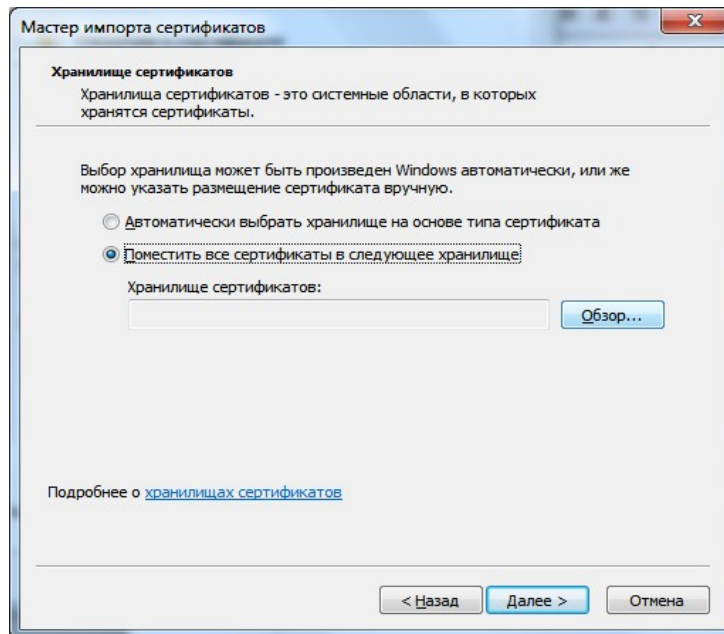 Мастер импорта сертификатов
Хранилище сертификатов
Хранилища сертификатов - это системные области, в которых
хранятся сертификаты.
Выбор хранилища может быть произведен Windows автоматически, или же
можно указать размещение сертификата вручную.
Автоматически выбрать хранилище на основе типа сертификата
Поместить все сертификаты в следующее хранилище
Хранилище сертификатов:
Обзор...
Подробнее о хранилищах сертификатов
< Назад Далее > Отмена